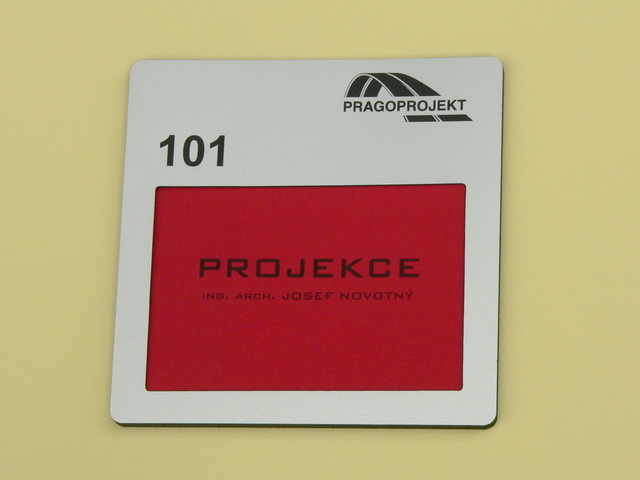 PRAGOPROJEKT
101
PROJEKCE
ING. ARCH. JOSEF NOVOTNÝ